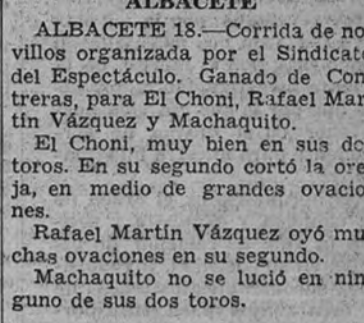 ALBACETE
ALBACETE 18.—Corrida de no
villos organizada por el Sindicat
del Espectáculo. Ganado de Con
treras, para El Choni, Rafael Mar
tín Vázquez y Machaquito.
El Choni, muy bien en sus do
toros. En su segundo cortó la ore
ja, en medio de grandes ovacio
nes.
Rafael Martín Vázquez oyó mu
chas ovaciones en su segundo.
Machaquito no se lució en nin
guno de sus dos toros.